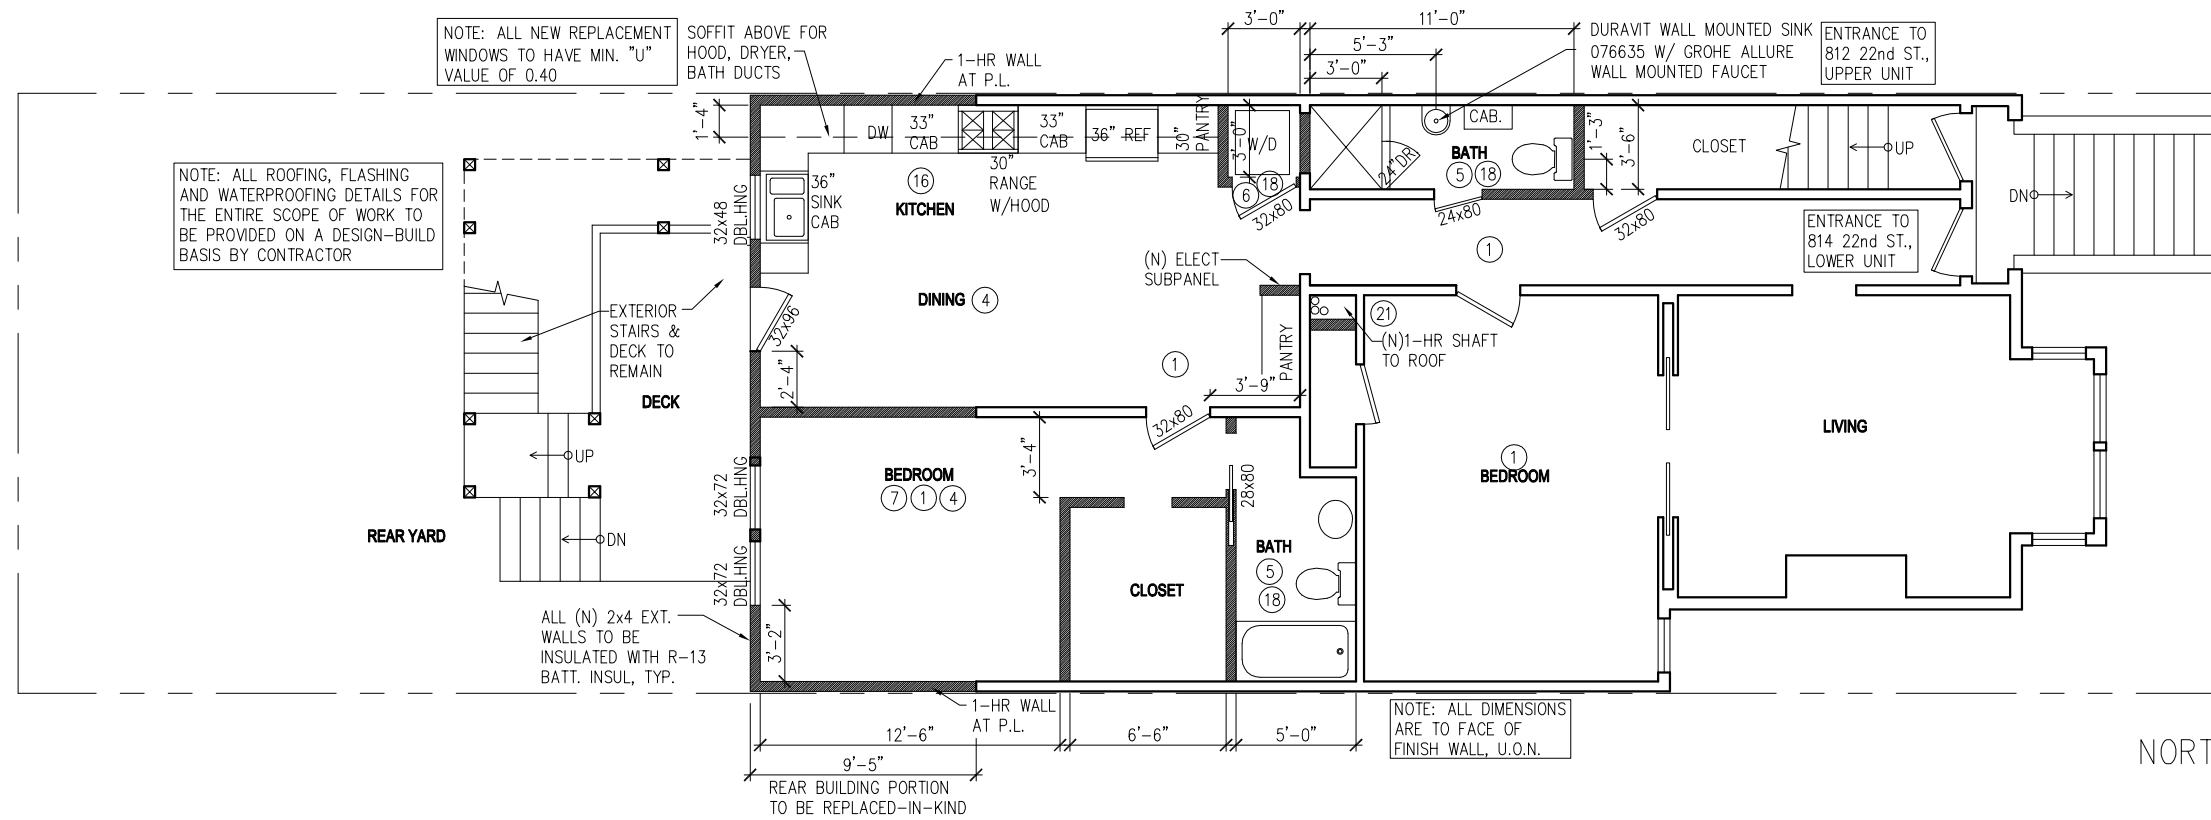 NOTE: ALL NEW REPLACEMENT
WINDOWS TO HAVE MIN. "U"
VALUE OF 0.40
SOFFIT ABOVE FOR
HOOD, DRYER,
BATH DUCTS
1-HR WALL
AT P.L.
3'-0"
11'-0"
5'-3"
3'-0"
DURAVIT WALL MOUNTED SINK
076635 W/ GROHE ALLURE
WALL MOUNTED FAUCET
ENTRANCE TO
812 22nd ST.,
UPPER UNIT
1'-4"
DW
33"
CAB
33"
CAB
36" REF
30"
PANTRY
3'-0"
W/D
CAB.
1'-3"
3'-6"
CLOSET
UP
DN
NOTE: ALL ROOFING, FLASHING
AND WATERPROOFING DETAILS FOR
THE ENTIRE SCOPE OF WORK TO
BE PROVIDED ON A DESIGN-BUILD
BASIS BY CONTRACTOR
32x48
DBL.HNG
36"
SINK
CAB
16
KITCHEN
30"
RANGE
W/HOOD
6
18
32x80
24"DR
BATH
5
18
24x80
32x80
ENTRANCE TO
814 22nd ST.,
LOWER UNIT
1
(N) ELECT
SUBPANEL
DINING
4
32x96
EXTERIOR
STAIRS &
DECK TO
REMAIN
DECK
2'-4"
1
PANTRY
3'-9"
21
(N)1-HR SHAFT
TO ROOF
32x80
LIVING
UP
DN
REAR YARD
32x72
DBL.HNG
32x72
DBL.HNG
BEDROOM
7
1
4
3'-4"
28x80
1
BEDROOM
BATH
5
18
CLOSET
3'-2"
ALL (N) 2x4 EXT.
WALLS TO BE
INSULATED WITH R-13
BATT. INSUL, TYP.
1-HR WALL
AT P.L.
12'-6"
6'-6"
5'-0"
NOTE: ALL DIMENSIONS
ARE TO FACE OF
FINISH WALL, U.O.N.
9'-5"
REAR BUILDING PORTION
TO BE REPLACED-IN-KIND
NORT